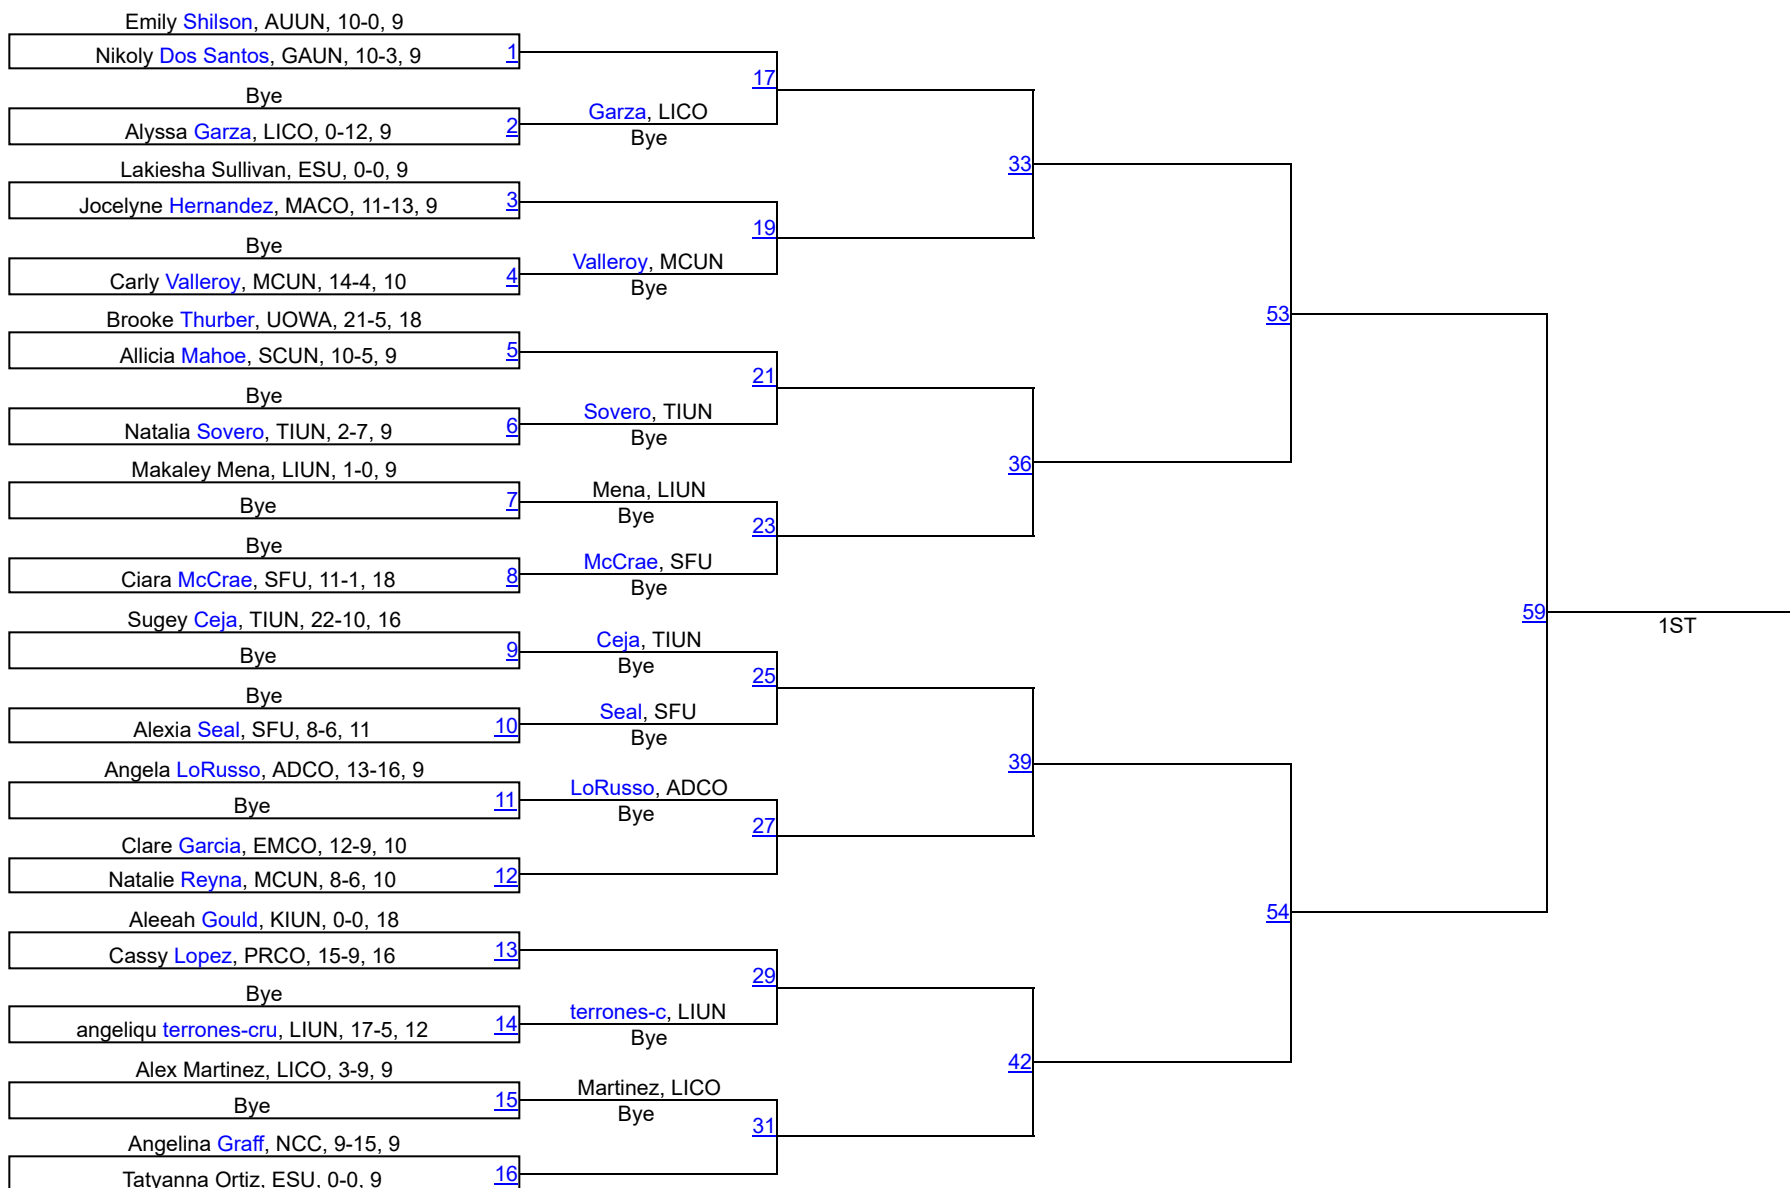 Emily Shilson, AUUN, 10-0, 9
Nikoly Dos Santos, GAUN, 10-3, 9
1
Bye
Alyssa Garza, LICO, 0-12, 9
2
Lakiesha Sullivan, ESU, 0-0, 9
Jocelyne Hernandez, MACO, 11-13, 9
3
Bye
Carly Valleroy, MCUN, 14-4, 10
4
Brooke Thurber, UOWA, 21-5, 18
Allicia Mahoe, SCUN, 10-5, 9
5
Bye
Natalia Sovero, TIUN, 2-7, 9
6
Makaley Mena, LIUN, 1-0, 9
Bye
7
Bye
Ciara McCrae, SFU, 11-1, 18
8
Sugey Ceja, TIUN, 22-10, 16
Bye
9
Bye
Alexia Seal, SFU, 8-6, 11
10
Angela LoRusso, ADCO, 13-16, 9
Bye
11
Clare Garcia, EMCO, 12-9, 10
Natalie Reyna, MCUN, 8-6, 10
12
Aleeah Gould, KIUN, 0-0, 18
Cassy Lopez, PRCO, 15-9, 16
13
Bye
angeliqu terrones-cru, LIUN, 17-5, 12
14
Alex Martinez, LICO, 3-9, 9
Bye
15
Angelina Graff, NCC, 9-15, 9
Tatyanna Ortiz, ESU, 0-0, 9
16
17
Garza, LICO
Bye
19
Valleroy, MCUN
Bye
21
Sovero, TIUN
Bye
Mena, LIUN
Bye
23
McCrae, SFU
Bye
Ceja, TIUN
Bye
25
Seal, SFU
Bye
LoRusso, ADCO
Bye
27
29
terrones-c, LIUN
Bye
Martinez, LICO
Bye
31
33
36
39
42
53
54
59
1ST